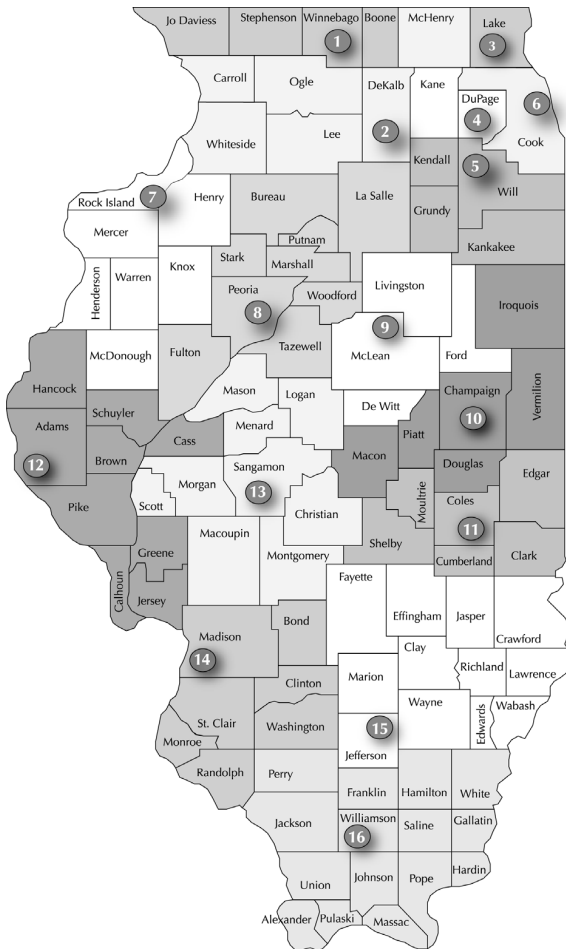 Jo Daviess
Stephenson
Winnebago
Boone
McHenry
Lake
1
3
Carroll
Ogle
DeKalb
Kane
DuPage
6
2
4
Cook
Whiteside
Lee
Kendall
5
7
Rock Island
Henry
Bureau
La Salle
Will
Grundy
Mercer
Putnam
Kankakee
Henderson
Warren
Knox
Stark
Marshall
Peoria
Woodford
Livingston
Iroquois
8
9
McDonough
Fulton
Tazewell
McLean
Ford
Hancock
Mason
Logan
Champaign
Vermilion
De Witt
Adams
Schuyler
Menard
10
Cass
Piatt
12
Brown
Sangamon
Macon
Douglas
Edgar
13
Morgan
Moultrie
Coles
Pike
Scott
Christian
11
Macoupin
Greene
Montgomery
Shelby
Cumberland
Clark
Calhoun
Jersey
Fayette
Effingham
Jasper
Crawford
Madison
Bond
14
Clay
Richland
Lawrence
Clinton
Marion
Wayne
Edwards
Wabash
St. Clair
Washington
15
Monroe
Jefferson
Randolph
Perry
Franklin
Hamilton
White
Jackson
Williamson
Saline
Gallatin
16
Union
Johnson
Pope
Hardin
Alexander
Pulaski
Massac